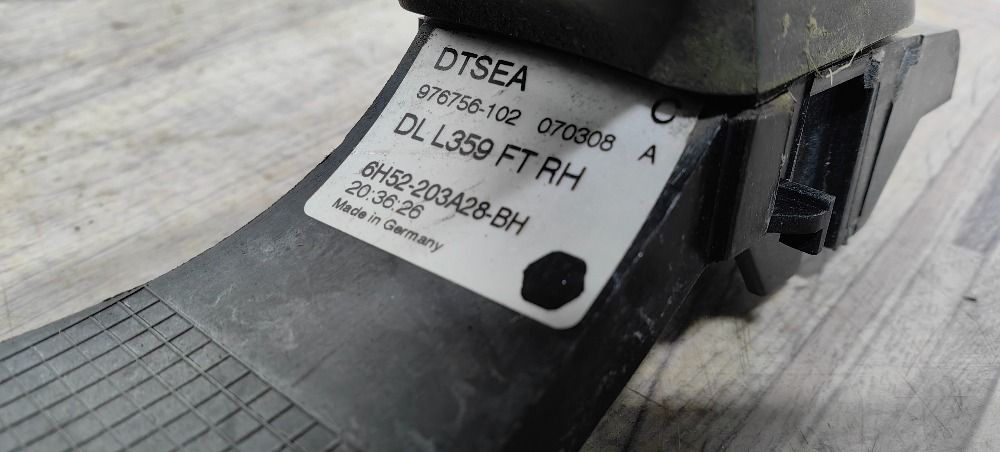 DTSEA C
976756-102 070308 A
DL L359 FT RH
6H52-203A28-BH
20:36:26
Made in Germany